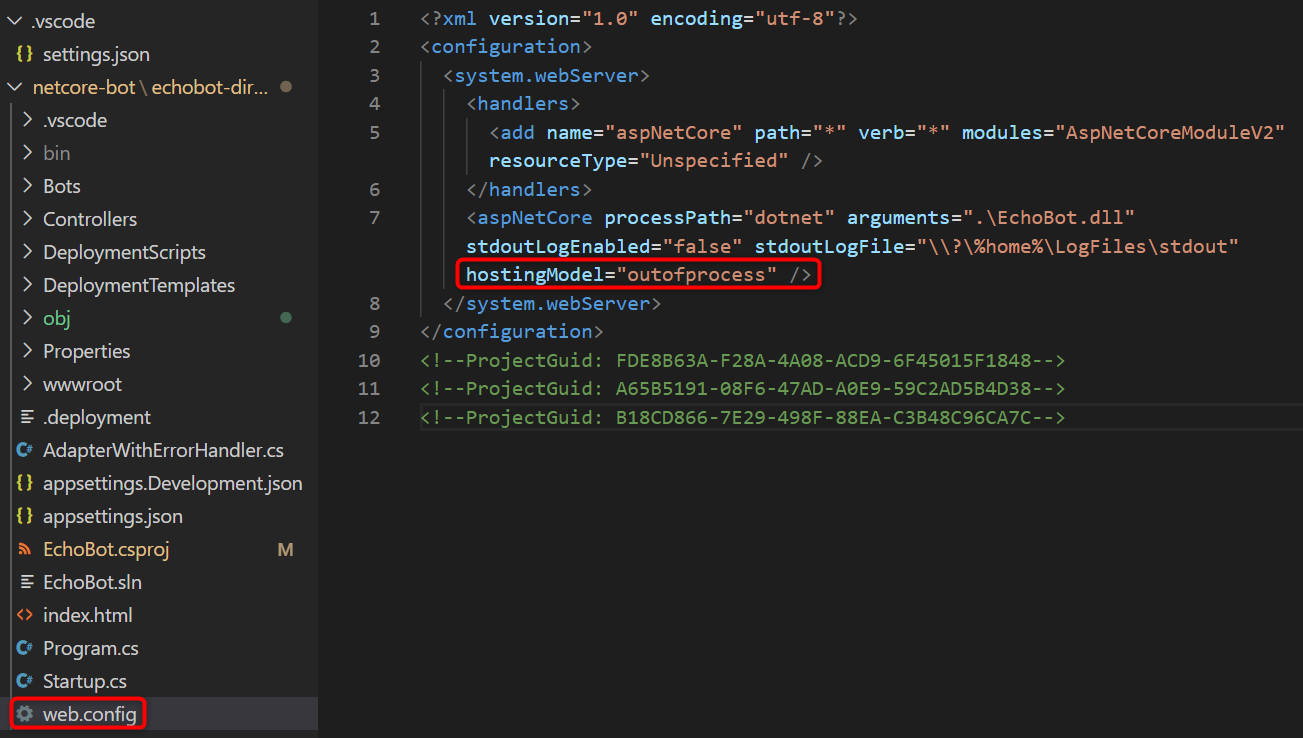 .vscode
settings.json
netcore-bot\echobot-dir...
.vscode
bin
Bots
Controllers
DeploymentScripts
DeploymentTemplates
obj
Properties
wwwroot
.deployment
AdapterWithErrorHandler.cs
appsettings.Development.json
appsettings.json
EchoBot.csproj M
EchoBot.sln
index.html
Program.cs
Startup.cs
web.config
1 <?xml version="1.0" encoding="utf-8"?>
2 <configuration>
3 <system.webServer>
4 <handlers>
5 <add name="aspNetCore" path="*" verb="*" modules="AspNetCoreModuleV2"
resourceType="Unspecified" />
6 </handlers>
7 <aspNetCore processPath="dotnet" arguments=".\EchoBot.dll"
stdoutLogEnabled="false" stdoutLogFile="\\?\%home%\LogFiles\stdout"
hostingModel="outofprocess" />
8 </system.webServer>
9 </configuration>
10 <!--ProjectGuid: FDE8B63A-F28A-4A08-ACD9-6F45015F1848-->
11 <!--ProjectGuid: A65B5191-08F6-47AD-A0E9-59C2AD5B4D38-->
12 <!--ProjectGuid: B18CD866-7E29-498F-88EA-C3B48C96CA7C-->